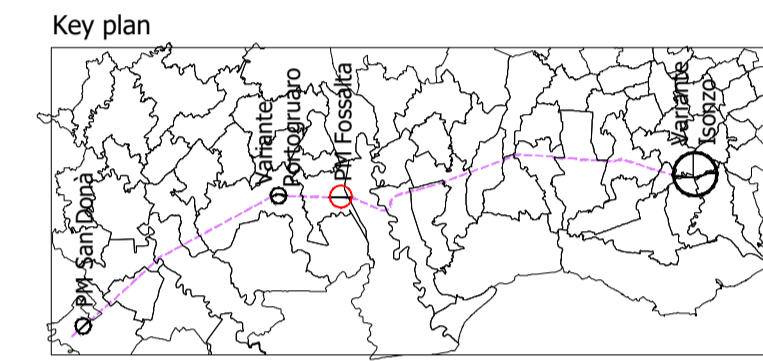 Key plan
PM San Donà
Variante
Portogruaro
PM Fossalta
Variante
Isonzo